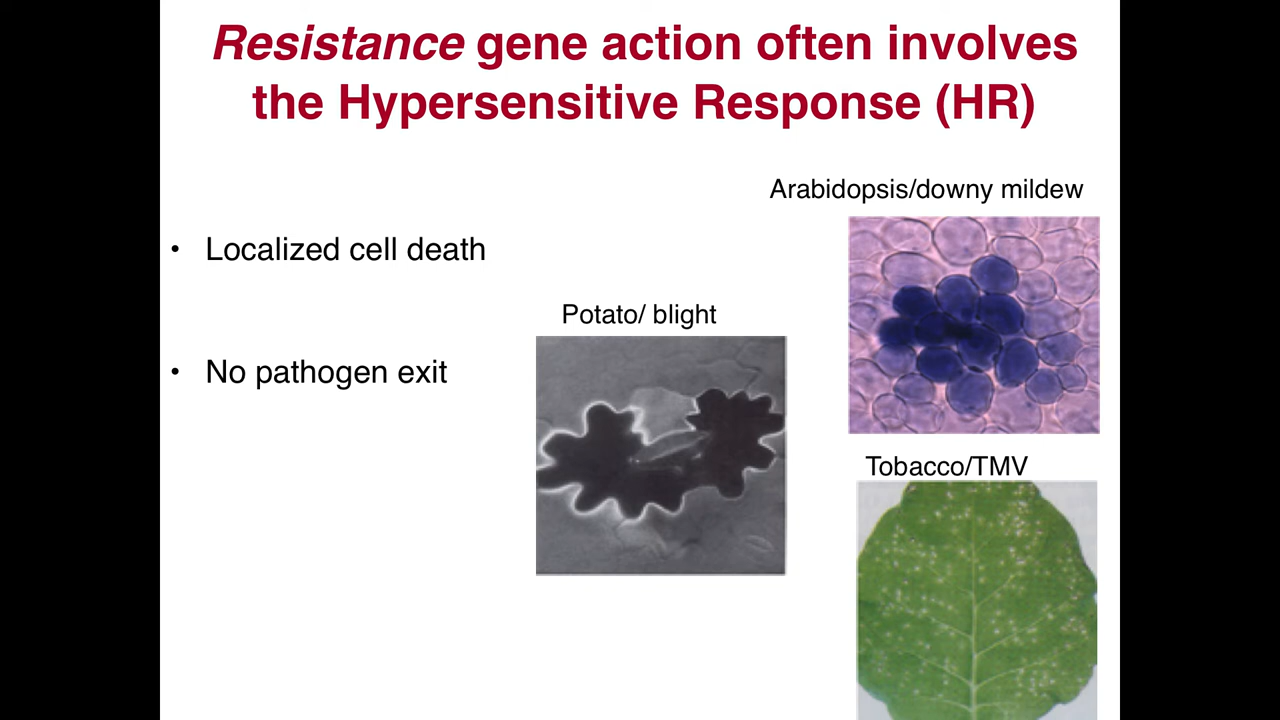 Resistance gene action often involves
the Hypersensitive Response (HR)
Arabidopsis/downy mildew
• Localized cell death
Potato/ blight
• No pathogen exit
Tobacco/TMV